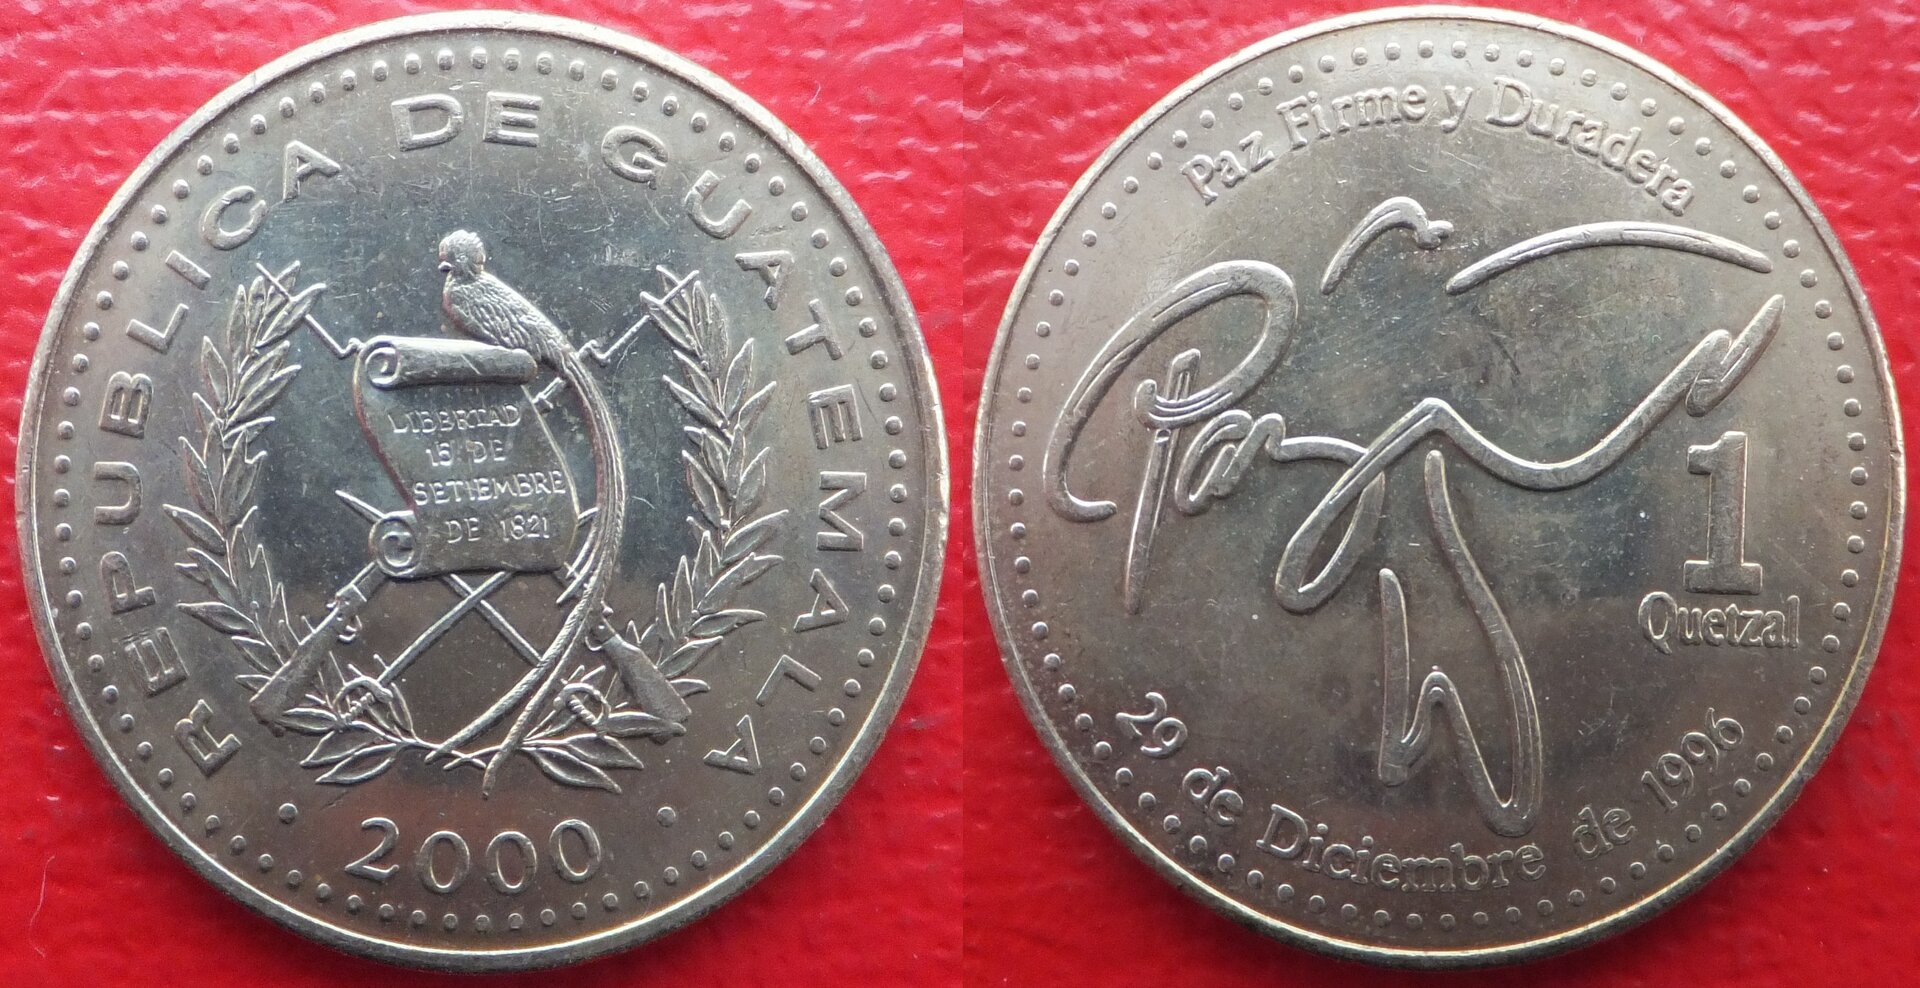 REPUBLICA DE GUATEMALA
LIBERTAD
15 DE
SETIEMBRE
DE 1821
· 2000 ·
Paz Firme y Duradera
Paz
1
Quetzal
29 de Diciembre de 1996